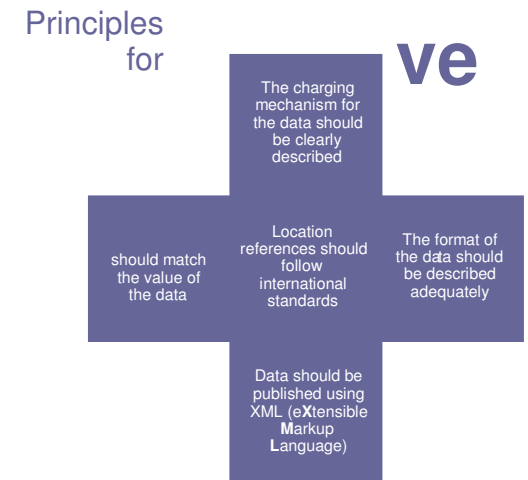 Principles
for
ve
The charging
mechanism for
the data should
be clearly
described
should match
the value of
the data
Location
references should
follow
international
standards
The format of
the data should
be described
adequately
Data should be
published using
XML (eXtensible
Markup
Language)